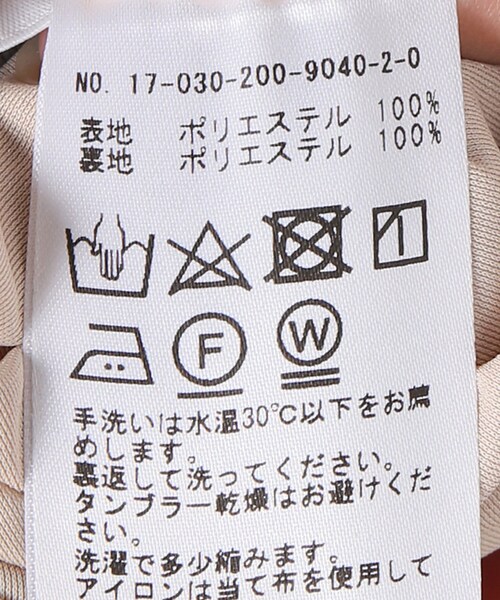 NO. 17-030-200-9040-2-0
表地 ポリエステル 100%
裏地 ポリエステル 100%
F
W
手洗いは水温30℃以下をお薦
めします。
裏返して洗ってください。
タンブラー乾燥はお避けくだ
さい。
洗濯で多少縮みます。
アイロンは当て布を使用して